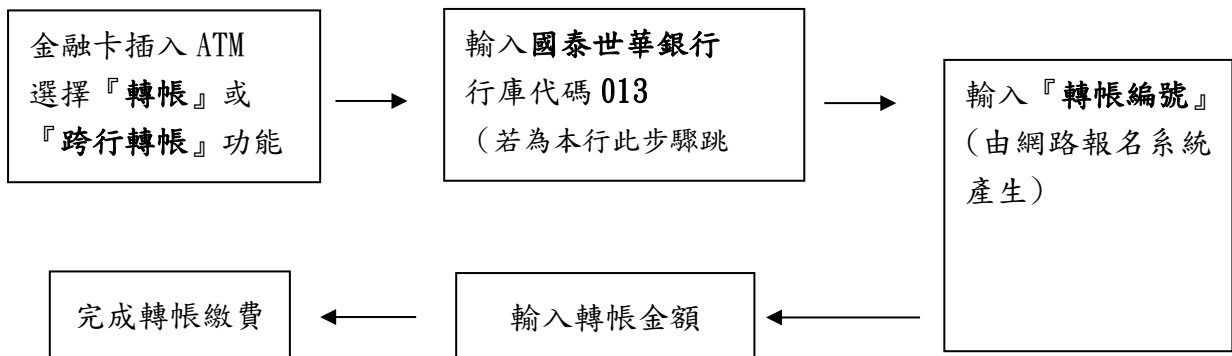 金融卡插入 ATM
選擇『轉帳』或
『跨行轉帳』功能
輸入國泰世華銀行
行庫代碼 013
（若為本行此步驟跳
輸入『轉帳編號』
（由網路報名系統
產生）
輸入轉帳金額
完成轉帳繳費